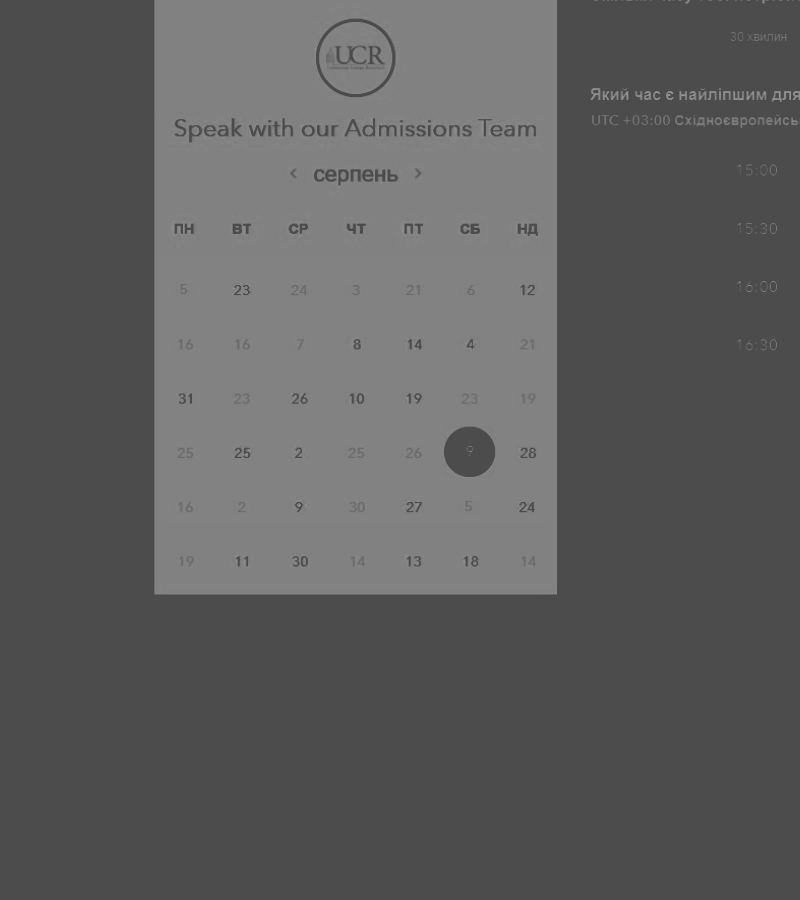 UCR
Speak with our Admissions Team
‹ серпень ›
ПН ВТ СР ЧТ ПТ СБ НД
5 23 24 3 21 6 12
16 16 7 8 14 4 21
31 23 26 10 19 23 19
25 25 2 25 26 9 28
16 2 9 30 27 5 24
19 11 30 14 13 18 14
30 хвилин
Який час є найліпшим для
UTC +03:00 Східноєвропейсь
15:00
15:30
16:00
16:30